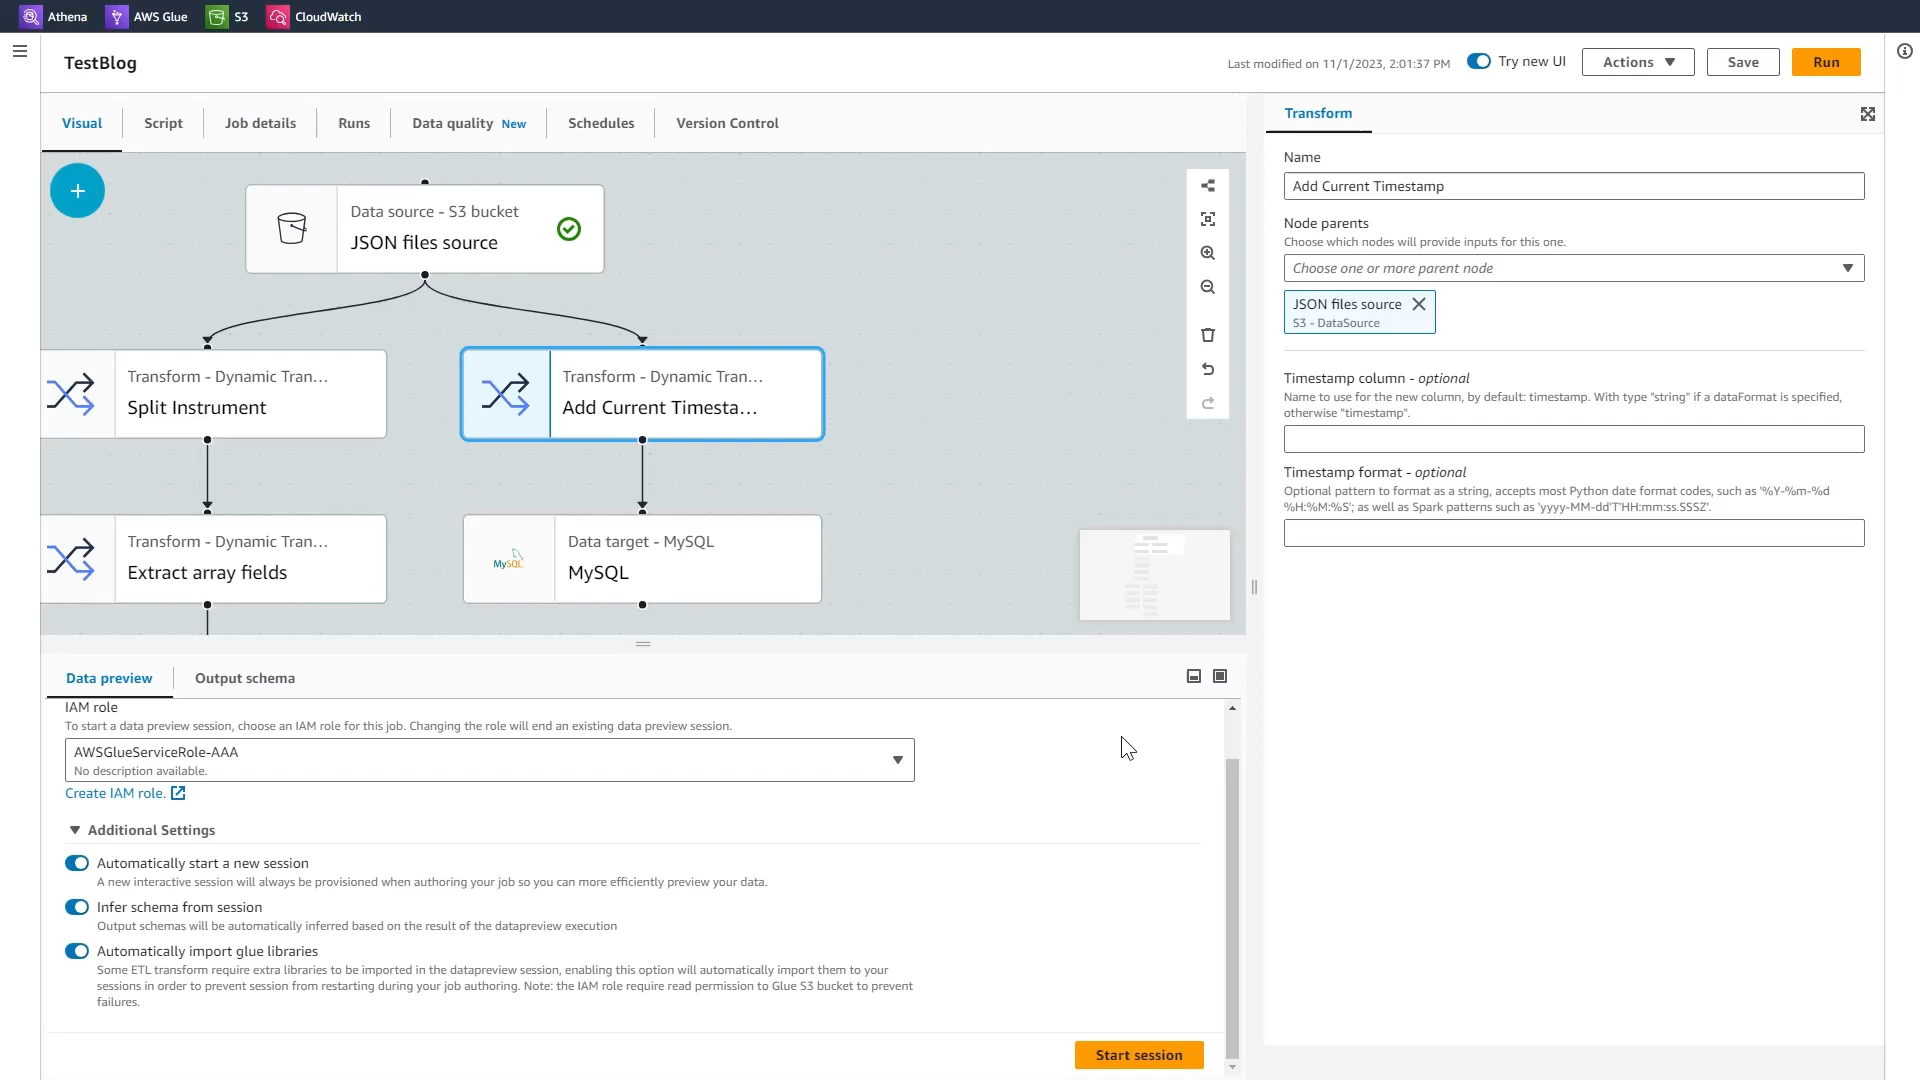 Athena
AWS Glue
S3
CloudWatch
TestBlog
Last modified on 11/1/2023, 2:01:37 PM
Try new UI
Actions
Save
Run
Visual
Script
Job details
Runs
Data quality New
Schedules
Version Control
Data source - S3 bucket
JSON files source
Transform - Dynamic Tran...
Split Instrument
Transform - Dynamic Tran...
Add Current Timesta...
Transform - Dynamic Tran...
Extract array fields
MySQL
Data target - MySQL
MySQL
Transform
Name
Add Current Timestamp
Node parents
Choose which nodes will provide inputs for this one.
Choose one or more parent node
JSON files source
S3 - DataSource
Timestamp column - optional
Name to use for the new column, by default: timestamp. With type "string" if a dataFormat is specified,
otherwise "timestamp".
Timestamp format - optional
Optional pattern to format as a string, accepts most Python date format codes, such as '%Y-%m-%d
%H:%M:%S'; as well as Spark patterns such as 'yyyy-MM-dd'T'HH:mm:ss.SSSZ'.
Data preview
Output schema
IAM role
To start a data preview session, choose an IAM role for this job. Changing the role will end an existing data preview session.
AWSGlueServiceRole-AAA
No description available.
Create IAM role.
Additional Settings
Automatically start a new session
A new interactive session will always be provisioned when authoring your job so you can more efficiently preview your data.
Infer schema from session
Output schemas will be automatically inferred based on the result of the datapreview execution
Automatically import glue libraries
Some ETL transform require extra libraries to be imported in the datapreview session, enabling this option will automatically import them to your
sessions in order to prevent session from restarting during your job authoring. Note: the IAM role require read permission to Glue S3 bucket to prevent
failures.
Start session